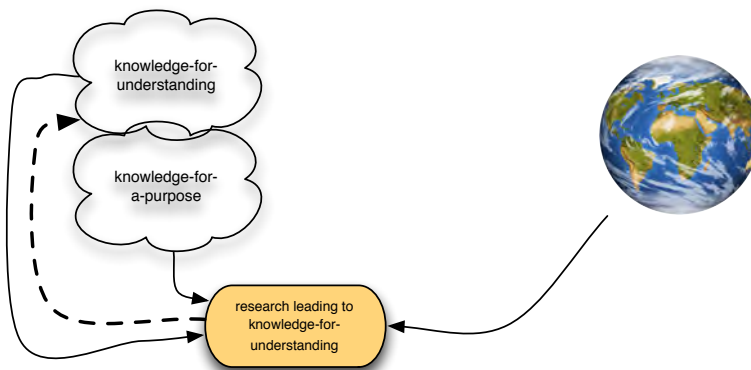 knowledge-for-
understanding
knowledge-for-
a-purpose
research leading to
knowledge-for-
understanding